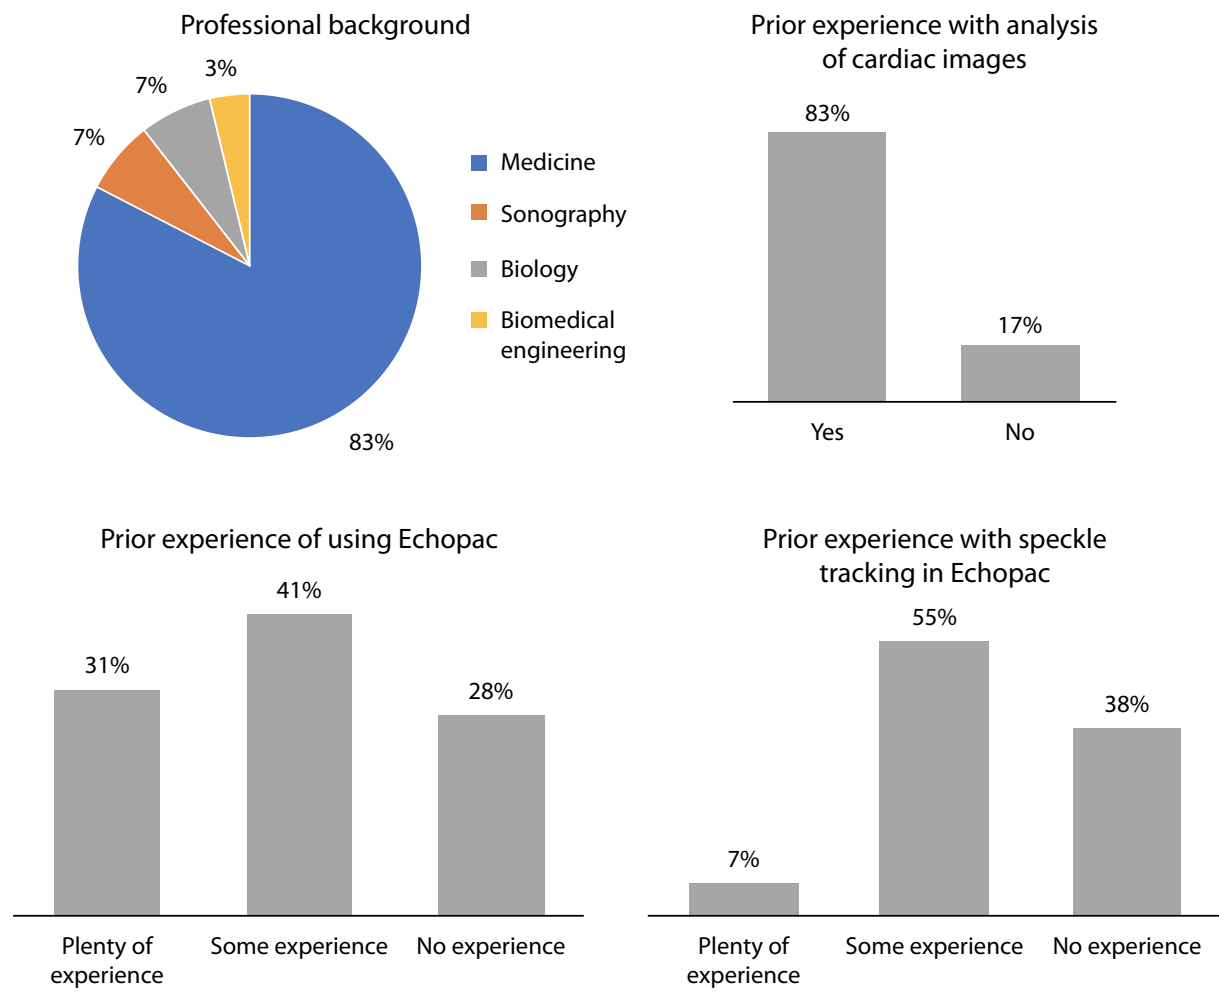 Professional background
3%
7%
7%
83%
Medicine
Sonography
Biology
Biomedical
engineering
Prior experience with analysis
of cardiac images
83%
17%
Yes
No
Prior experience of using Echopac
41%
31%
28%
Plenty of
experience
Some experience
No experience
Prior experience with speckle
tracking in Echopac
55%
38%
7%
Plenty of
experience
Some experience
No experience